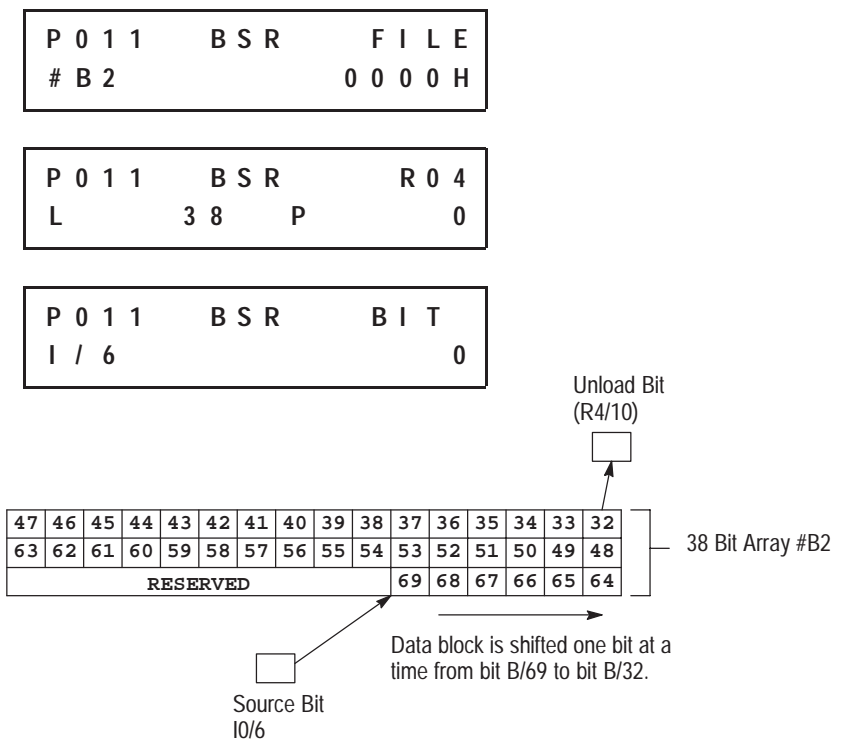 P011 BSR FILE
#B2 0000H
P011 BSR R04
L 38 P 0
P011 BSR BIT
I/6 0
Unload Bit
(R4/10)
47 46 45 44 43 42 41 40 39 38 37 36 35 34 33 32
63 62 61 60 59 58 57 56 55 54 53 52 51 50 49 48
RESERVED 69 68 67 66 65 64
38 Bit Array #B2
Data block is shifted one bit at a
time from bit B/69 to bit B/32.
Source Bit
I0/6